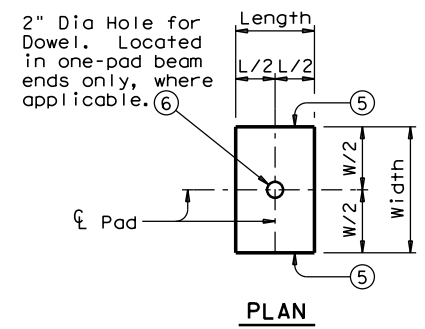 2" Dia Hole for
Dowel. Located
in one-pad beam
ends only, where
applicable.
6
Length
L/2 L/2
5
W/2
W/2
Width
℄ Pad
5
PLAN